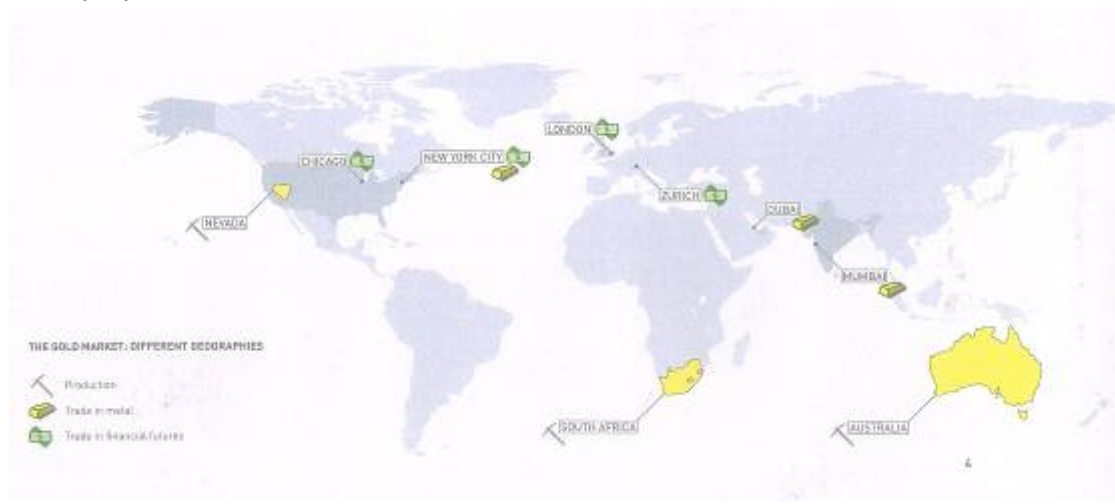 LONDON
CHICAGO
NEW YORK CITY
ZURICH
DUBAI
NEVADA
MUMBAI
THE GOLD MARKET: DIFFERENT GEOGRAPHIES
Production
Trade in metal
Trade in financial futures
SOUTH AFRICA
AUSTRALIA